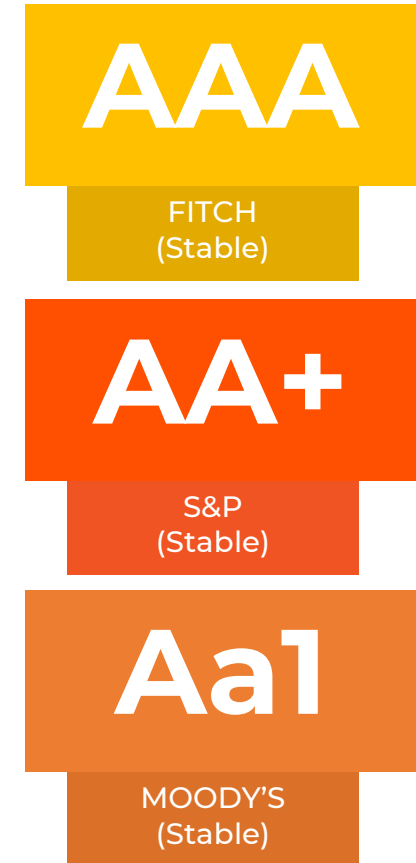 AAA
FITCH
(Stable)
AA+
S&P
(Stable)
Aa1
MOODY’S
(Stable)